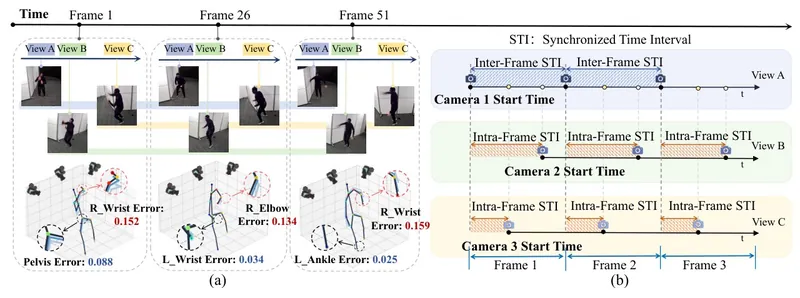 Time
Frame 1
Frame 26
Frame 51
View A View B View C
View A View B View C
View A View B View C
R_Wrist Error:
0.152
Pelvis Error: 0.088
R_Elbow
Error: 0.134
L_Wrist Error: 0.034
R_Wrist
Error: 0.159
L_Ankle Error: 0.025
(a)
STI：Synchronized Time Interval
Inter-Frame STI Inter-Frame STI
View A
t
Camera 1 Start Time
Intra-Frame STI Intra-Frame STI Intra-Frame STI
View B
t
Camera 2 Start Time
Intra-Frame STI Intra-Frame STI Intra-Frame STI
View C
t
Camera 3 Start Time
Frame 1 Frame 2 Frame 3
(b)